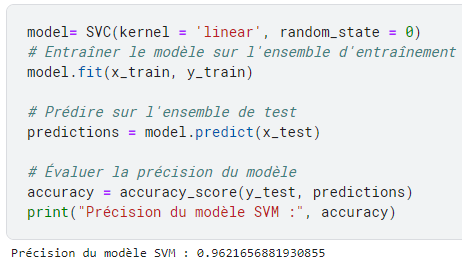 model= SVC(kernel = 'linear', random_state = 0)
# Entraîner le modèle sur l'ensemble d'entraînement
model.fit(x_train, y_train)
# Prédire sur l'ensemble de test
predictions = model.predict(x_test)
# Évaluer la précision du modèle
accuracy = accuracy_score(y_test, predictions)
print("Précision du modèle SVM :", accuracy)
Précision du modèle SVM : 0.9621656881930855